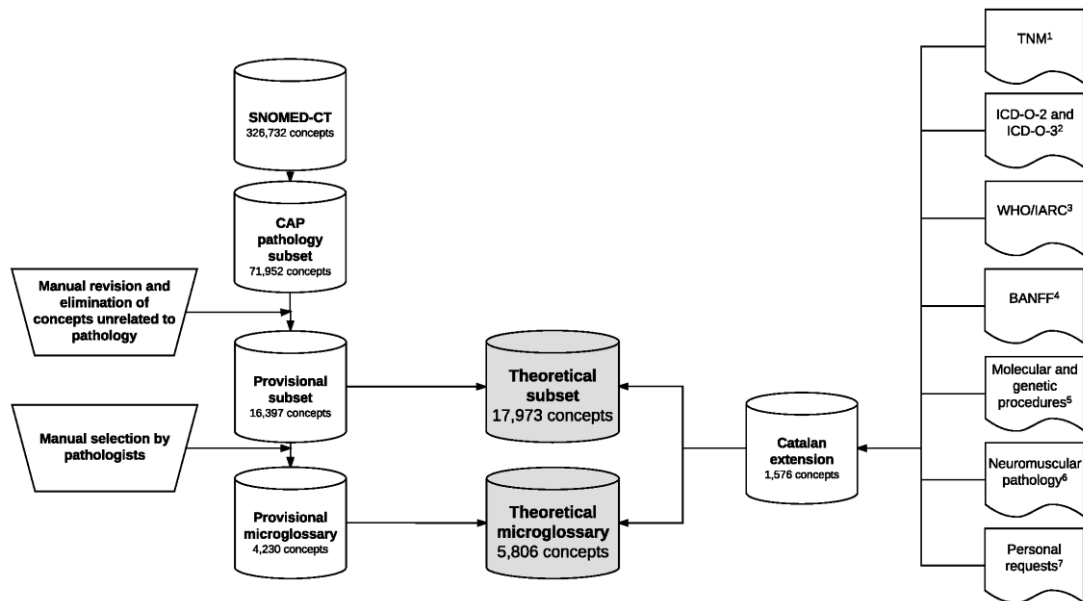 SNOMED-CT
326,732 concepts
CAP
pathology
subset
71,952 concepts
Manual revision and
elimination of
concepts unrelated to
pathology
Provisional
subset
16,397 concepts
Manual selection by
pathologists
Provisional
microglossary
4,230 concepts
Theoretical
subset
17,973 concepts
Theoretical
microglossary
5,806 concepts
Catalan
extension
1,576 concepts
TNM¹
ICD-O-2 and
ICD-O-3²
WHO/IARC³
BANFF⁴
Molecular and
genetic
procedures⁵
Neuromuscular
pathology⁶
Personal
requests⁷